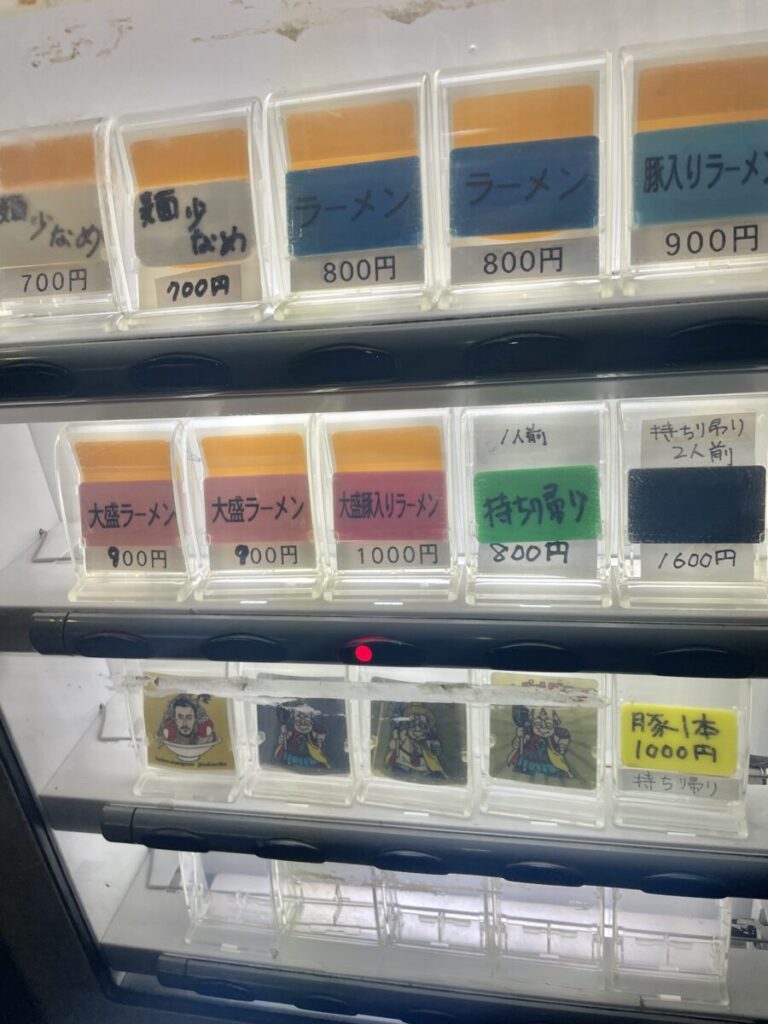 麺少なめ
700円
麺少なめ
700円
ラーメン
800円
ラーメン
800円
豚入りラーメン
900円
大盛ラーメン
900円
大盛ラーメン
900円
大盛豚入りラーメン
1000円
1人前
持ち帰り
800円
持ち帰り
2人前
1600円
豚1本
1000円
持ち帰り